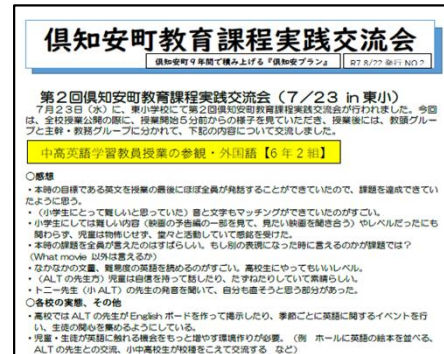 倶知安町教育課程実践交流会
倶知安町9年間で積み上げる『倶知安プラン』 R7.8/22 発行 NO.2
第2回倶知安町教育課程実践交流会（7／23 in東小）
7月23日（水）に、東小学校にて第2回倶知安町教育課程実践交流会が行われました。今回
は、全校授業公開の際に、授業開始5分前からの様子を見ていただき、授業後には、教頭グルー
プと主幹・教務グループに分かれて、下記の内容について交流しました。
中高英語学習教員授業の参観・外国語【6年2組】
○感想
・本時の目標である英文を授業の最後にほぼ全員が発話することができていたので、課題を達成できてい
たように思う。
・（小学生にとって難しいと思っていた）音と文字もマッチングができていたのがすごい。
・小学生にしては難しい内容（映画の予告編の一部を見て、見たい映画を聞き合う）やレベルだったにも
関わらず、児童は物怖じせず、堂々と活動していて感銘を受けた。
・本時の課題を全員が言えたのはすばらしい。もし別の表現になった時に言えるのかが課題では？
(What movie 以外は言えるか)
・なかなかの文量、難易度の英語を読めるのがすごい。高校生にやってもいいレベル。
・（ALTの先生方）児童は自信を持って話したり、たずねたりしていて素晴らしい。
・トニー先生（小ALT）の先生の発音を聞いて、自分も直そうと思う部分があった。
○各校の実態、その他
・高校ではALTの先生がEnglishボードを作って掲示したり、季節ごとに英語に関するイベントを行
い、生徒の関心を集めるようにしている。
・児童・生徒が英語に触れる機会をもっと増やす環境作りが必要。（例 ホールに英語の絵本を並べる、
ALTの先生との交流、小中高校生が校種をこえて交流する など）